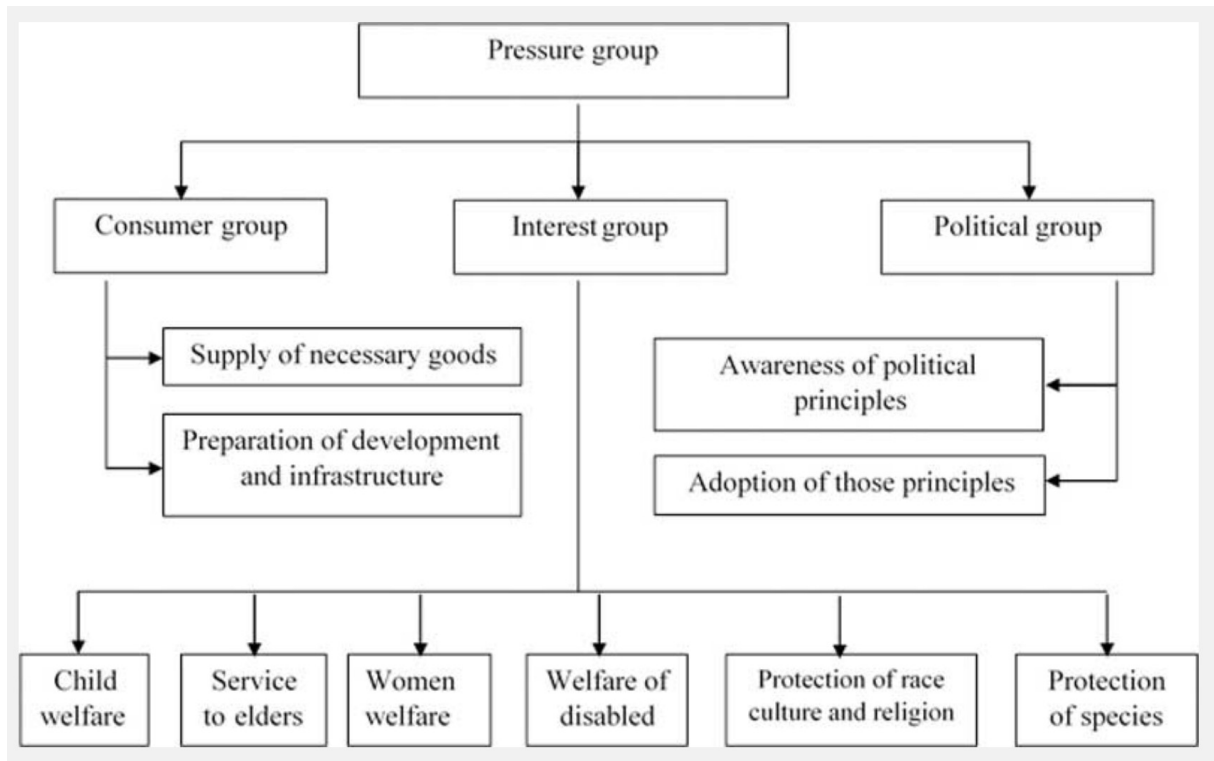 Pressure group
Consumer group
Interest group
Political group
Supply of necessary goods
Preparation of development
and infrastructure
Awareness of political
principles
Adoption of those principles
Child
welfare
Service
to elders
Women
welfare
Welfare of
disabled
Protection of race
culture and religion
Protection
of species